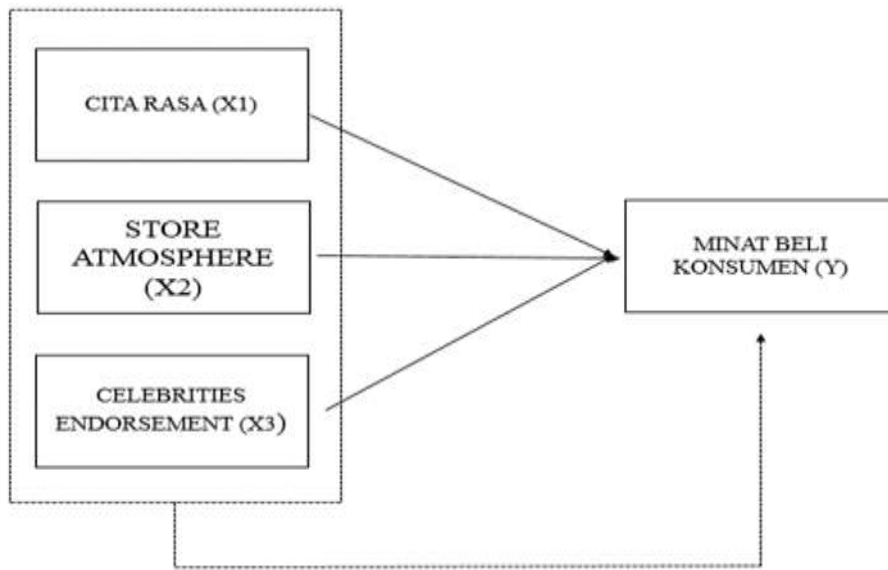 CITA RASA (X1)
STORE
ATMOSPHERE
(X2)
CELEBRITIES
ENDORSEMENT (X3)
MINAT BELI
KONSUMEN (Y)